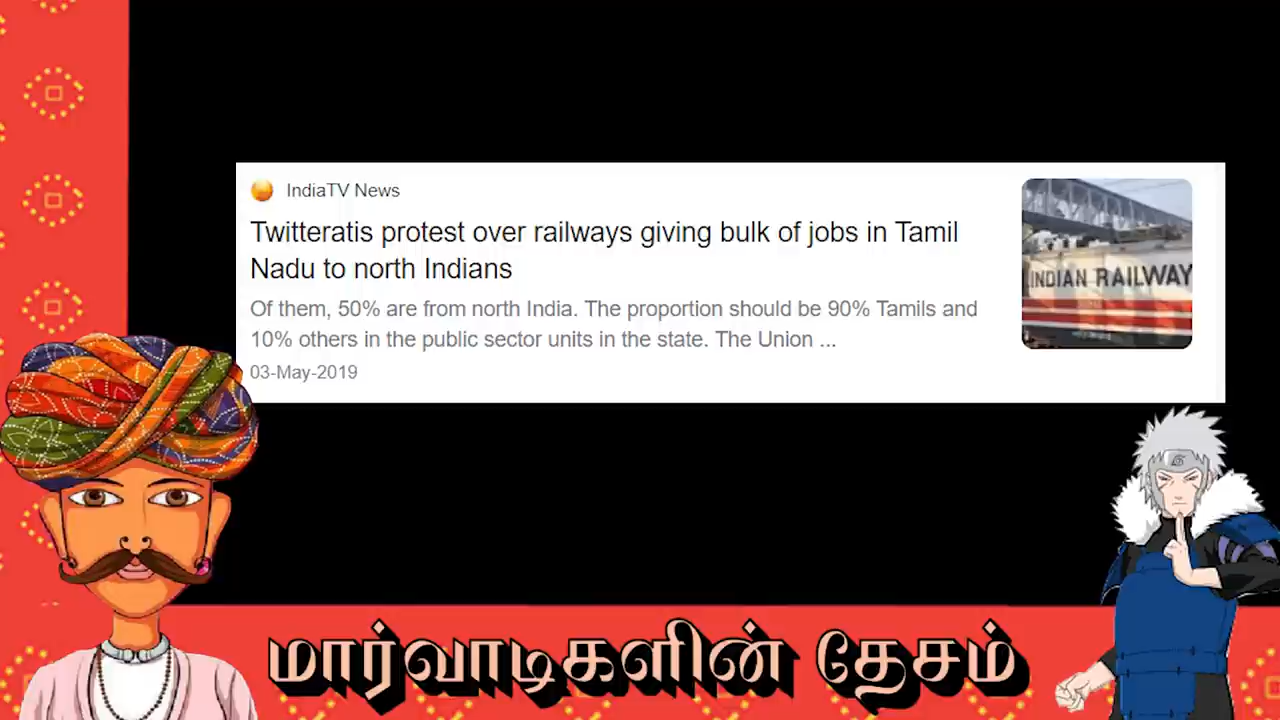 IndiaTV News
Twitteratis protest over railways giving bulk of jobs in Tamil
Nadu to north Indians
Of them, 50% are from north India. The proportion should be 90% Tamils and
10% others in the public sector units in the state. The Union ...
03-May-2019
INDIAN RAILWAY
மார்வாடிகளின் தேசம்